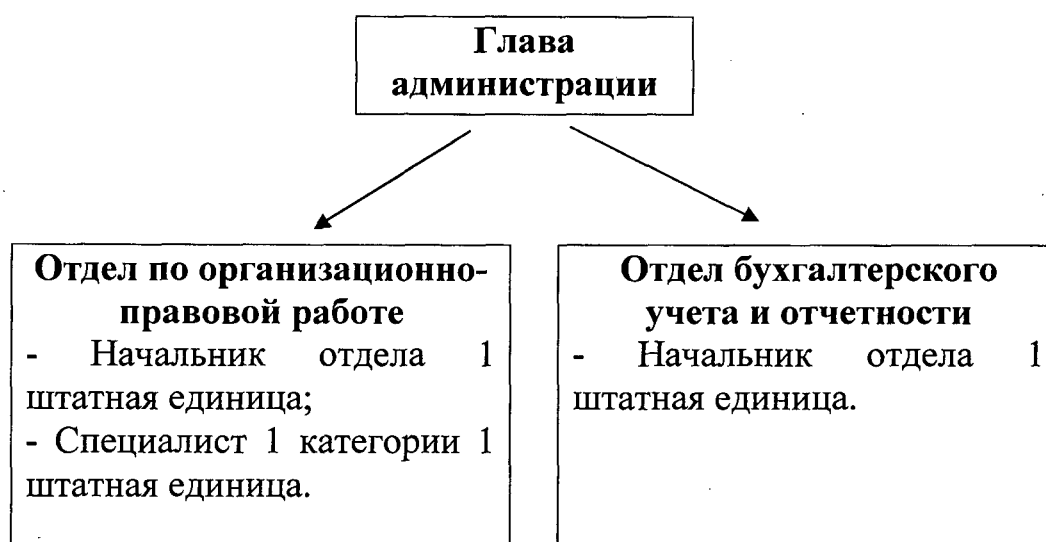 Глава
администрации
Отдел по организационно-
правовой работе
- Начальник отдела 1
штатная единица;
- Специалист 1 категории 1
штатная единица.
Отдел бухгалтерского
учета и отчетности
- Начальник отдела 1
штатная единица.